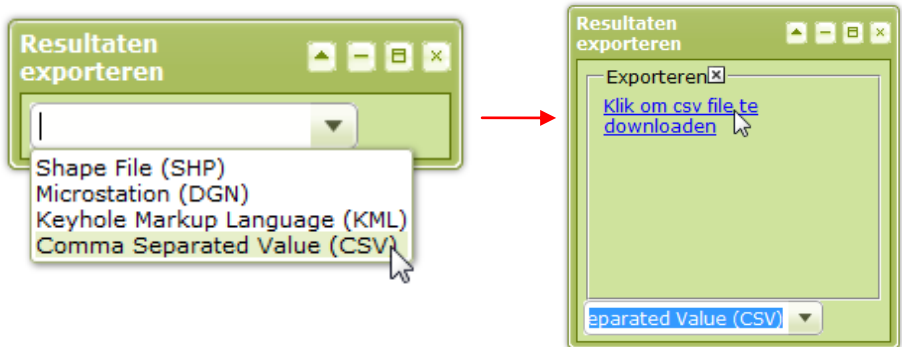 Resultaten
exporteren
Shape File (SHP)
Microstation (DGN)
Keyhole Markup Language (KML)
Comma Separated Value (CSV)
Resultaten
exporteren
Exporteren
Klik om csv file te
downloaden
eparated Value (CSV)